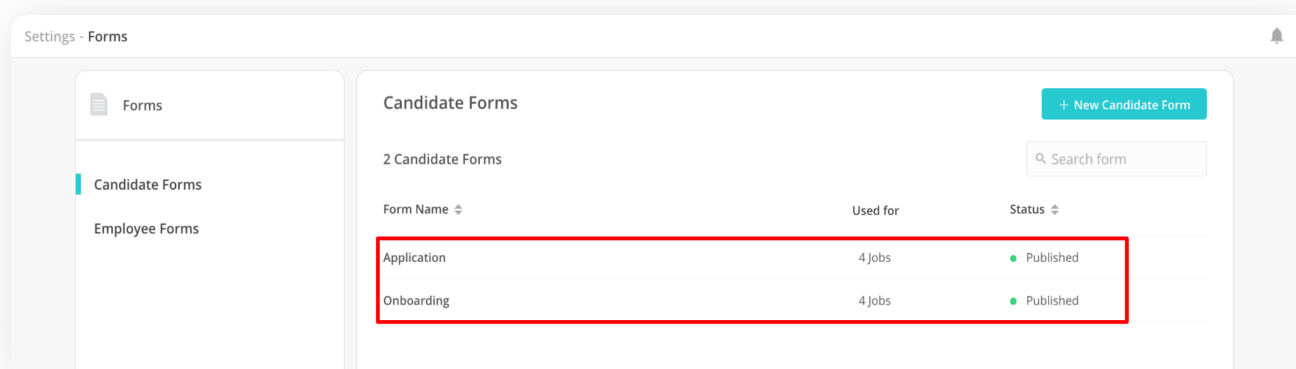 Settings - Forms
Forms
Candidate Forms
Employee Forms
Candidate Forms
+ New Candidate Form
2 Candidate Forms
Search form
Form Name Used for Status
Application 4 Jobs Published
Onboarding 4 Jobs Published